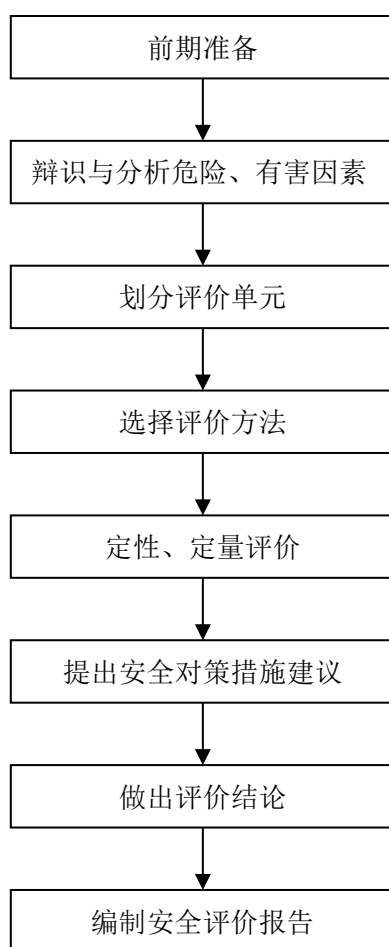 前期准备
辩识与分析危险、有害因素
划分评价单元
选择评价方法
定性、定量评价
提出安全对策措施建议
做出评价结论
编制安全评价报告